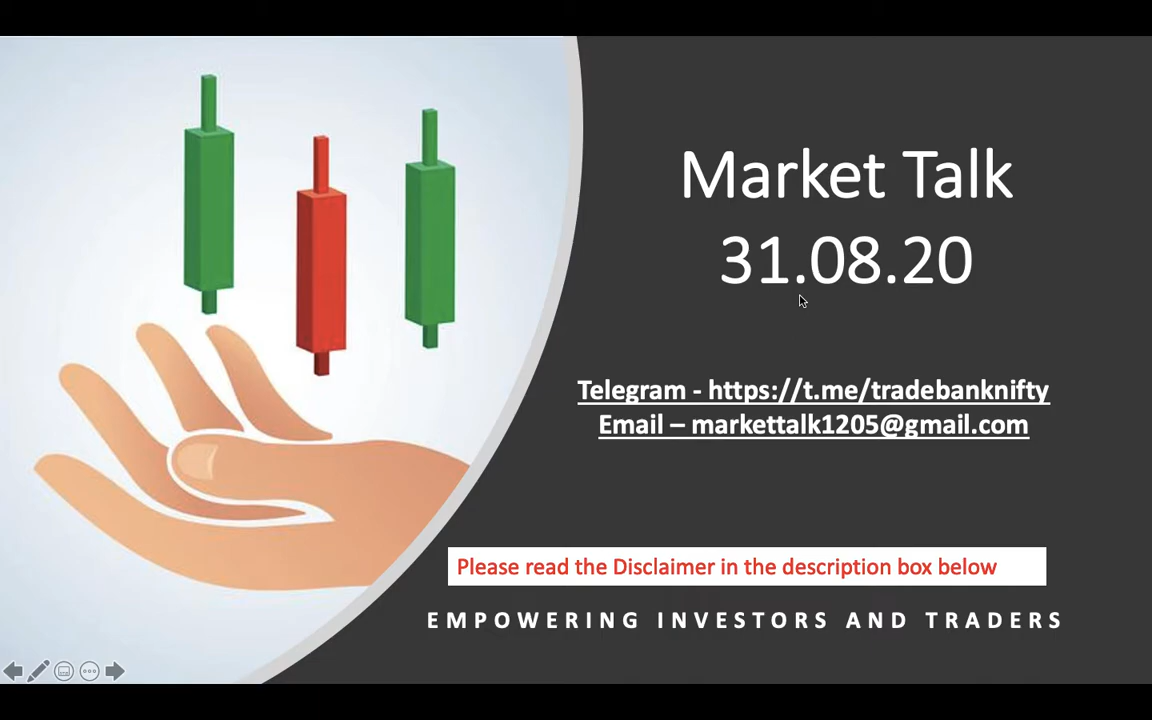 Market Talk
31.08.20
Telegram - https://t.me/tradebanknifty
Email – markettalk1205@gmail.com
Please read the Disclaimer in the description box below
EMPOWERING INVESTORS AND TRADERS